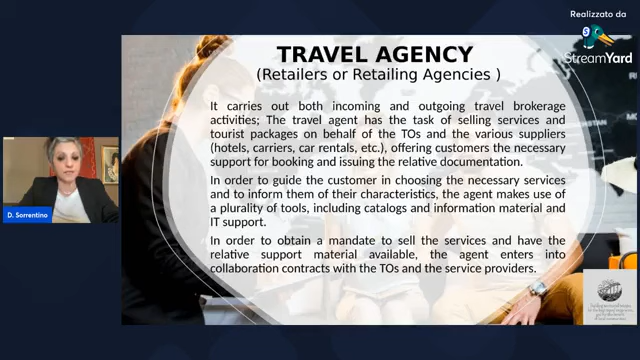 Realizzato da
StreamYard
TRAVEL AGENCY
(Retailers or Retailing Agencies )
It carries out both incoming and outgoing travel brokerage
activities; The travel agent has the task of selling services and
tourist packages on behalf of the TOs and the various suppliers
(hotels, carriers, car rentals, etc.), offering customers the necessary
support for booking and issuing the relative documentation.
In order to guide the customer in choosing the necessary services
and to inform them of their characteristics, the agent makes use of
a plurality of tools, including catalogs and information material and
IT support.
In order to obtain a mandate to sell the services and have the
relative support material available, the agent enters into
collaboration contracts with the TOs and the service providers.
D. Sorrentino